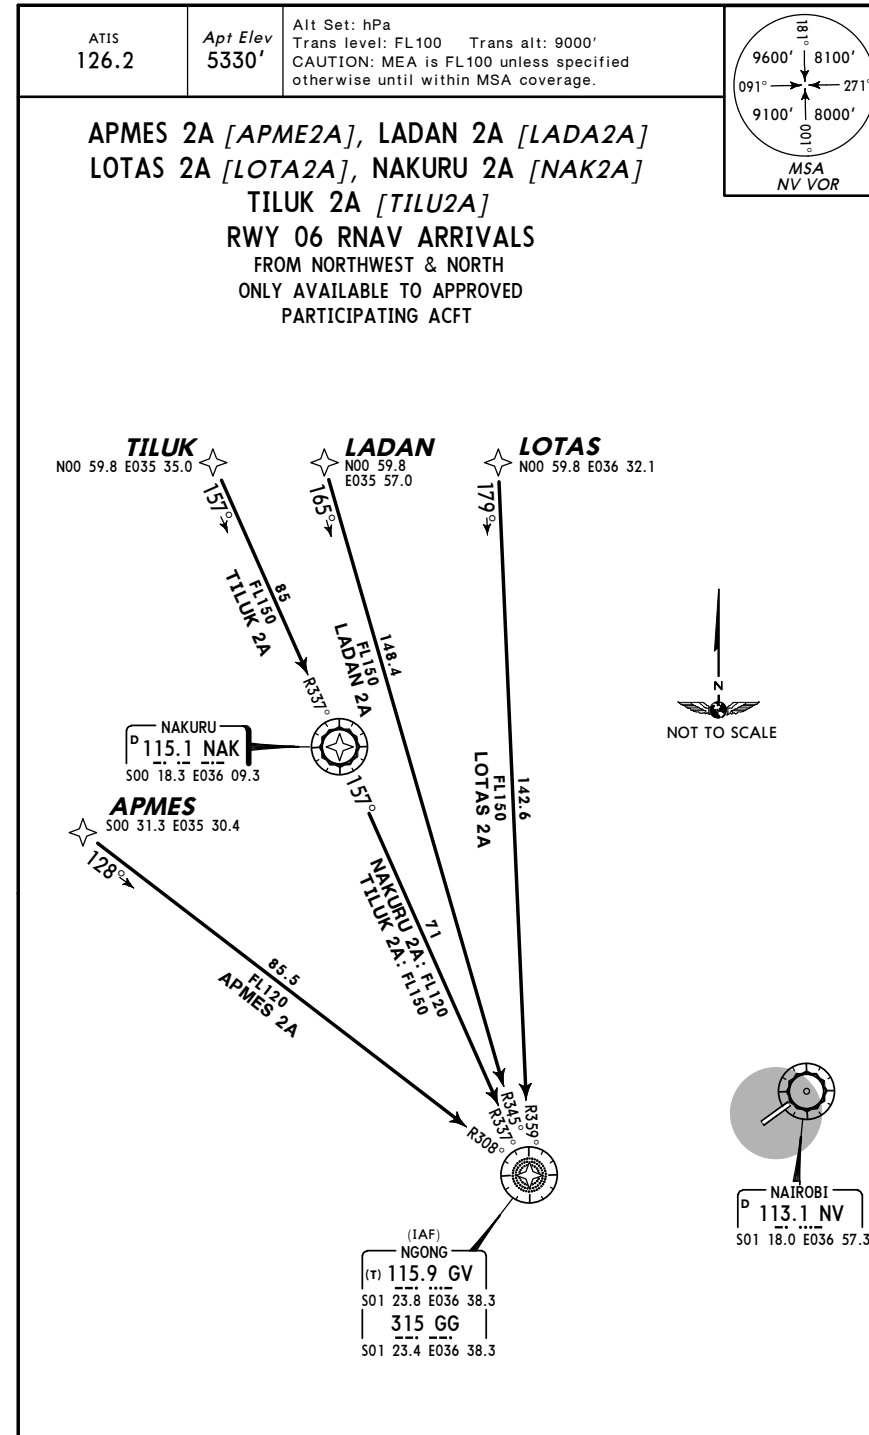 ATIS
126.2
Apt Elev
5330'
Alt Set: hPa
Trans level: FL100 Trans alt: 9000'
CAUTION: MEA is FL100 unless specified
otherwise until within MSA coverage.
181°
9600' 8100'
091° 271°
9100' 8000'
001°
MSA
NV VOR
APMES 2A [APME2A], LADAN 2A [LADA2A]
LOTAS 2A [LOTA2A], NAKURU 2A [NAK2A]
TILUK 2A [TILU2A]
RWY 06 RNAV ARRIVALS
FROM NORTHWEST & NORTH
ONLY AVAILABLE TO APPROVED
PARTICIPATING ACFT
TILUK
N00 59.8 E035 35.0
LADAN
N00 59.8
E035 57.0
LOTAS
N00 59.8 E036 32.1
157°
165°
179°
85
FL150
TILUK 2A
R337°
148.4
FL150
LADAN 2A
142.6
FL150
LOTAS 2A
N
NOT TO SCALE
NAKURU
D 115.1 NAK
S00 18.3 E036 09.3
157°
APMES
S00 31.3 E035 30.4
128°
71
NAKURU 2A: FL120
TILUK 2A: FL150
85.5
FL120
APMES 2A
R308°
R337°
R345°
R359°
NAIROBI
D 113.1 NV
S01 18.0 E036 57.3
(IAF)
NGONG
(T) 115.9 GV
S01 23.8 E036 38.3
315 GG
S01 23.4 E036 38.3